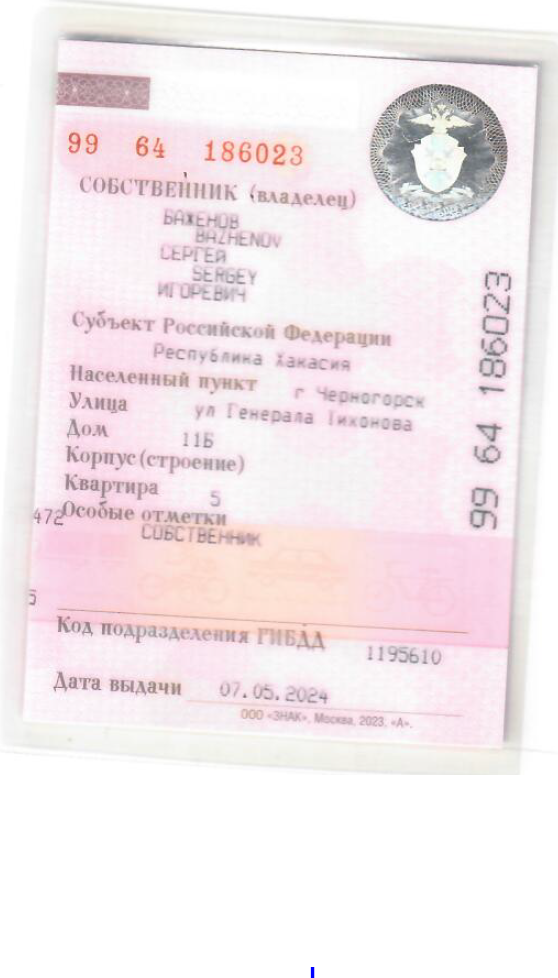 99 64 186023
СОБСТВЕННИК (владелец)
БАЖЕНОВ
BAZHENOV
СЕРГЕЙ
SERGEY
ИГОРЕВИЧ
Субъект Российской Федерации
Республика Хакасия
Населенный пункт г Черногорск
Улица ул Генерала Тихонова
Дом 11Б
Корпус (строение)
Квартира 5
472
Особые отметки
СОБСТВЕННИК
5
Код подразделения ГИБДД 1195610
Дата выдачи 07.05.2024
ООО «ЗНАК», Москва, 2023, «А».
99 64 186023